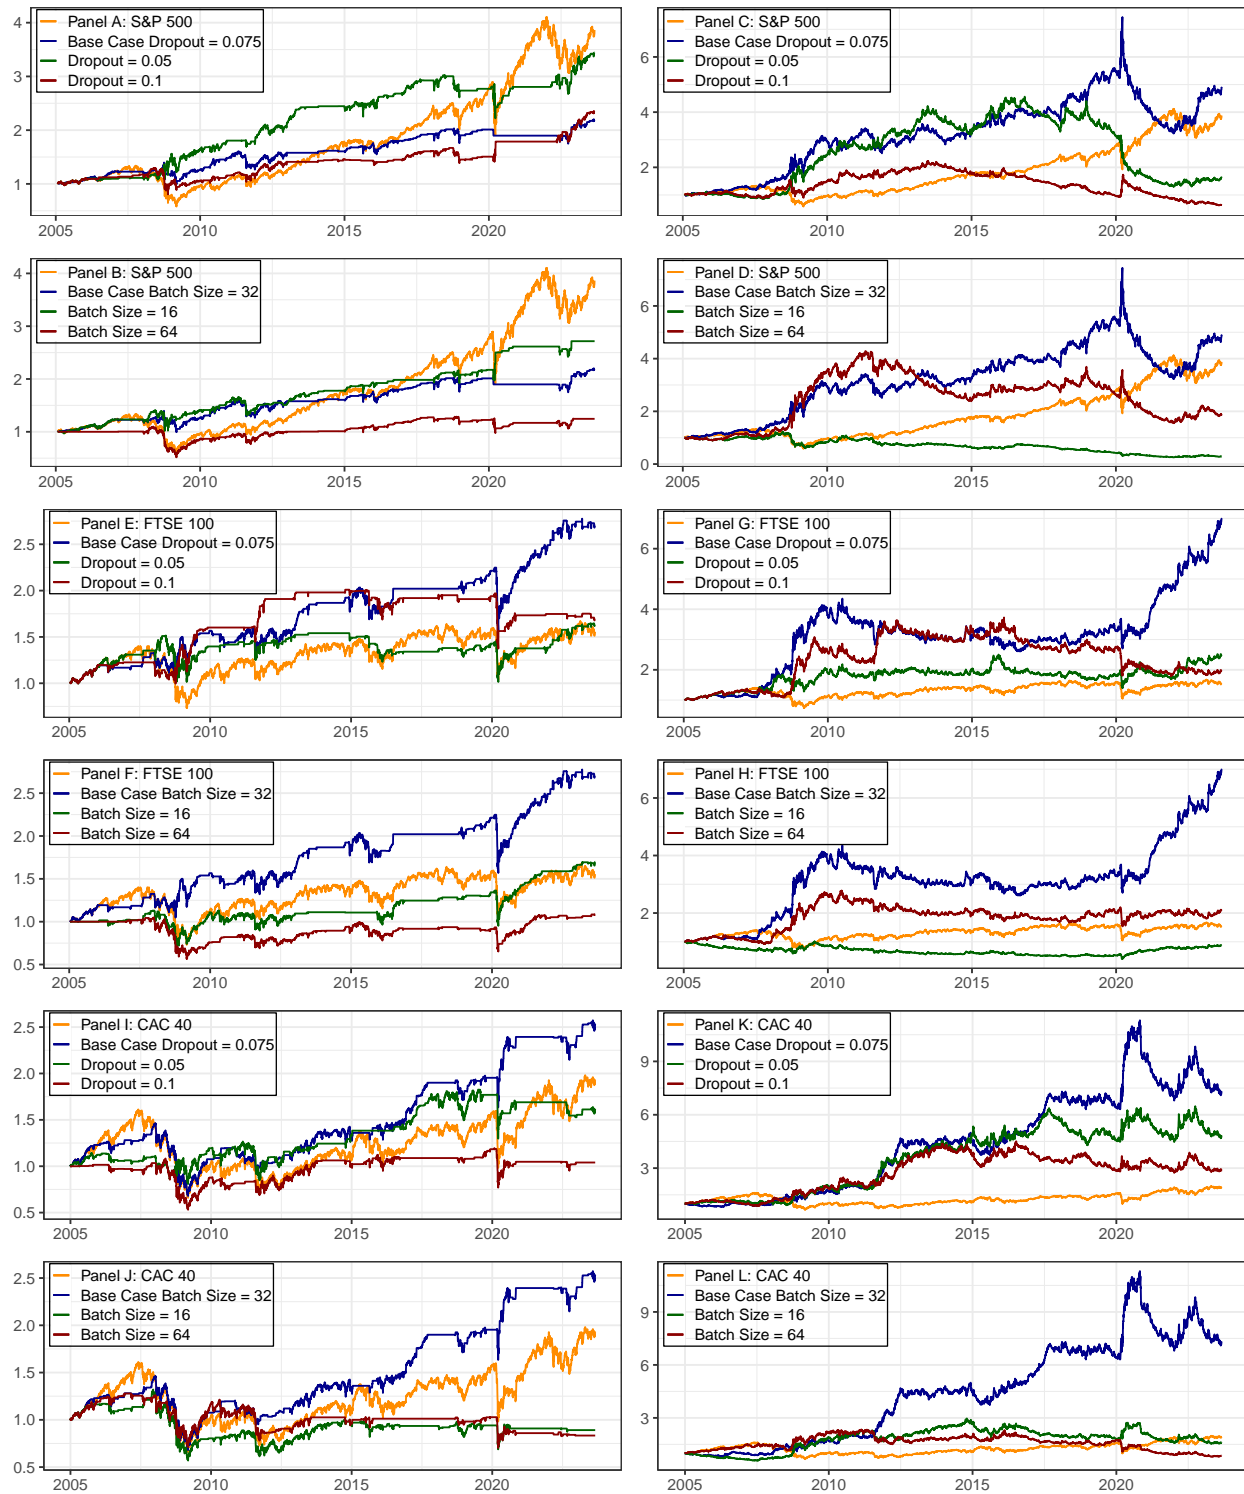 Panel A: S&P 500
Base Case Dropout = 0.075
Dropout = 0.05
Dropout = 0.1
4
3
2
1
2005 2010 2015 2020
Panel C: S&P 500
Base Case Dropout = 0.075
Dropout = 0.05
Dropout = 0.1
6
4
2
2005 2010 2015 2020
Panel B: S&P 500
Base Case Batch Size = 32
Batch Size = 16
Batch Size = 64
4
3
2
1
2005 2010 2015 2020
Panel D: S&P 500
Base Case Batch Size = 32
Batch Size = 16
Batch Size = 64
6
4
2
0
2005 2010 2015 2020
Panel E: FTSE 100
Base Case Dropout = 0.075
Dropout = 0.05
Dropout = 0.1
2.5
2.0
1.5
1.0
2005 2010 2015 2020
Panel G: FTSE 100
Base Case Dropout = 0.075
Dropout = 0.05
Dropout = 0.1
6
4
2
2005 2010 2015 2020
Panel F: FTSE 100
Base Case Batch Size = 32
Batch Size = 16
Batch Size = 64
2.5
2.0
1.5
1.0
0.5
2005 2010 2015 2020
Panel H: FTSE 100
Base Case Batch Size = 32
Batch Size = 16
Batch Size = 64
6
4
2
2005 2010 2015 2020
Panel I: CAC 40
Base Case Dropout = 0.075
Dropout = 0.05
Dropout = 0.1
2.5
2.0
1.5
1.0
0.5
2005 2010 2015 2020
Panel K: CAC 40
Base Case Dropout = 0.075
Dropout = 0.05
Dropout = 0.1
9
6
3
2005 2010 2015 2020
Panel J: CAC 40
Base Case Batch Size = 32
Batch Size = 16
Batch Size = 64
2.5
2.0
1.5
1.0
0.5
2005 2010 2015 2020
Panel L: CAC 40
Base Case Batch Size = 32
Batch Size = 16
Batch Size = 64
9
6
3
2005 2010 2015 2020